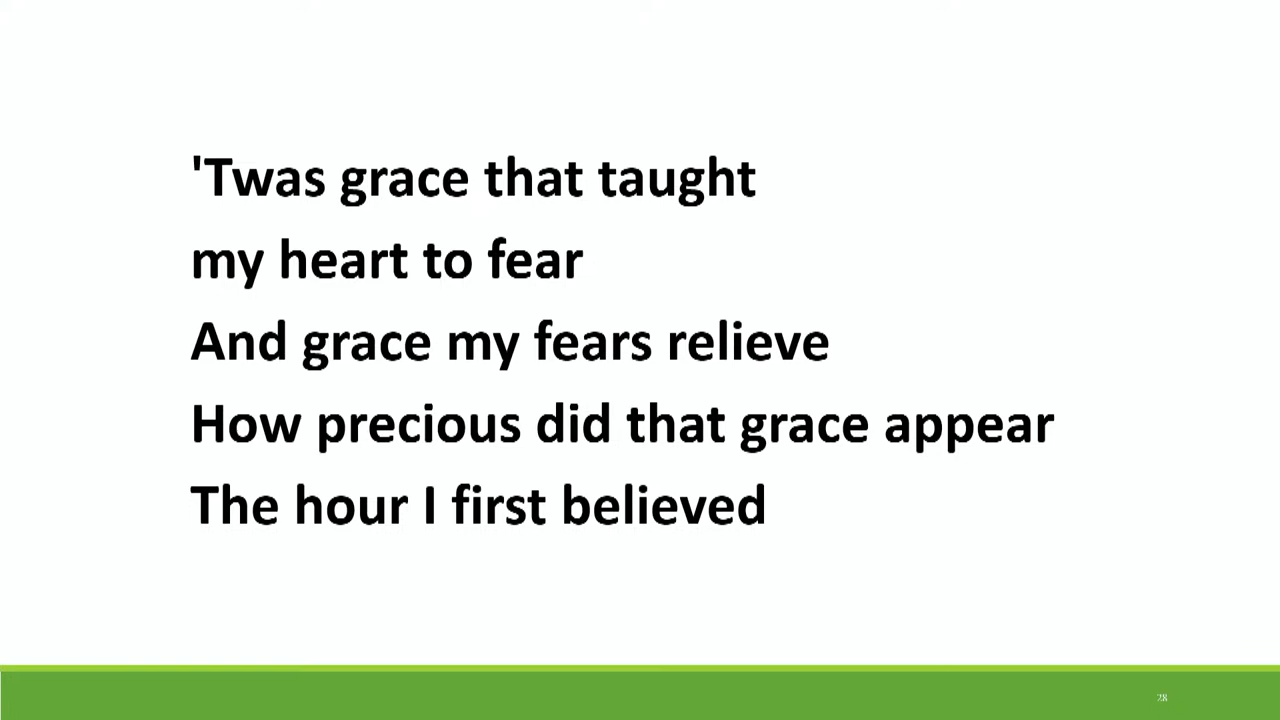 'Twas grace that taught
my heart to fear
And grace my fears relieve
How precious did that grace appear
The hour I first believed
28